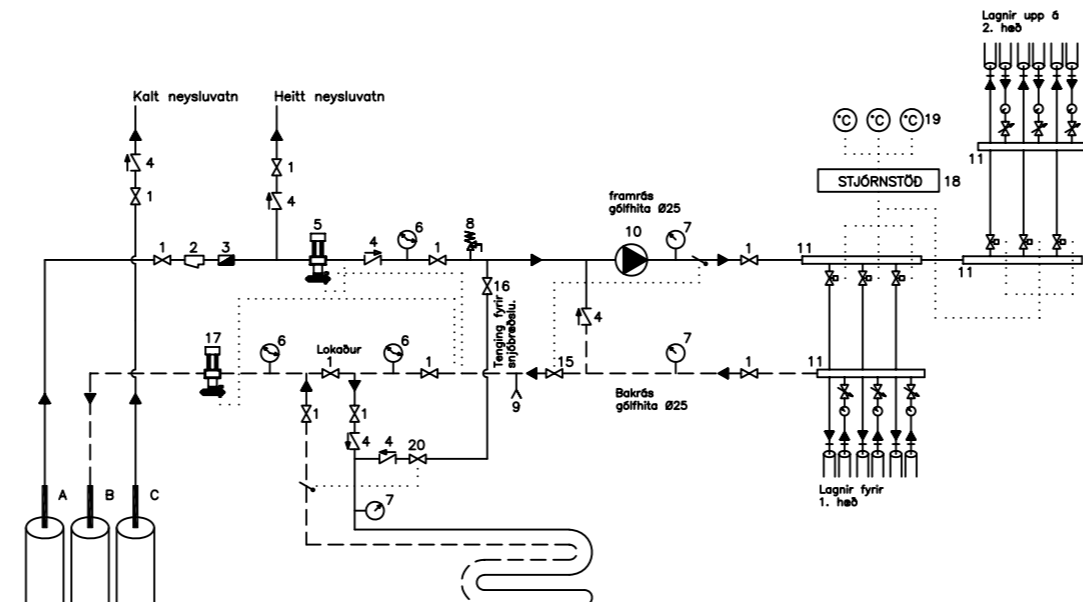 Lagnir upp á
2. hæð
Kalt neysluvatn
Heitt neysluvatn
°C
°C
°C
19
4
1
11
STJÓRNSTÖÐ
18
1
4
framrás
gólfhita Ø25
5
6
8
10
7
1
2
3
4
1
1
11
11
16
Tenging fyrir
snjóbræðslu.
4
17
6
Lokaður
6
7
1
1
15
1
11
9
Bakrás
gólfhita Ø25
1
1
4
4
20
Lagnir fyrir
1. hæð
A
B
C
7